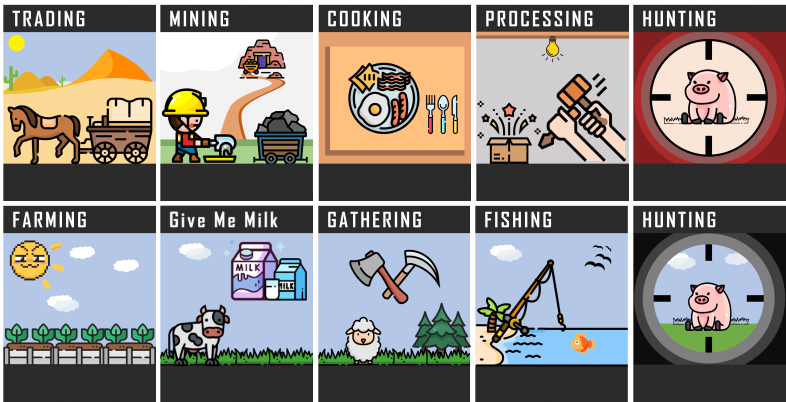 TRADING
MINING
COOKING
PROCESSING
HUNTING
FARMING
Give Me Milk
MILK
MILK
GATHERING
FISHING
HUNTING